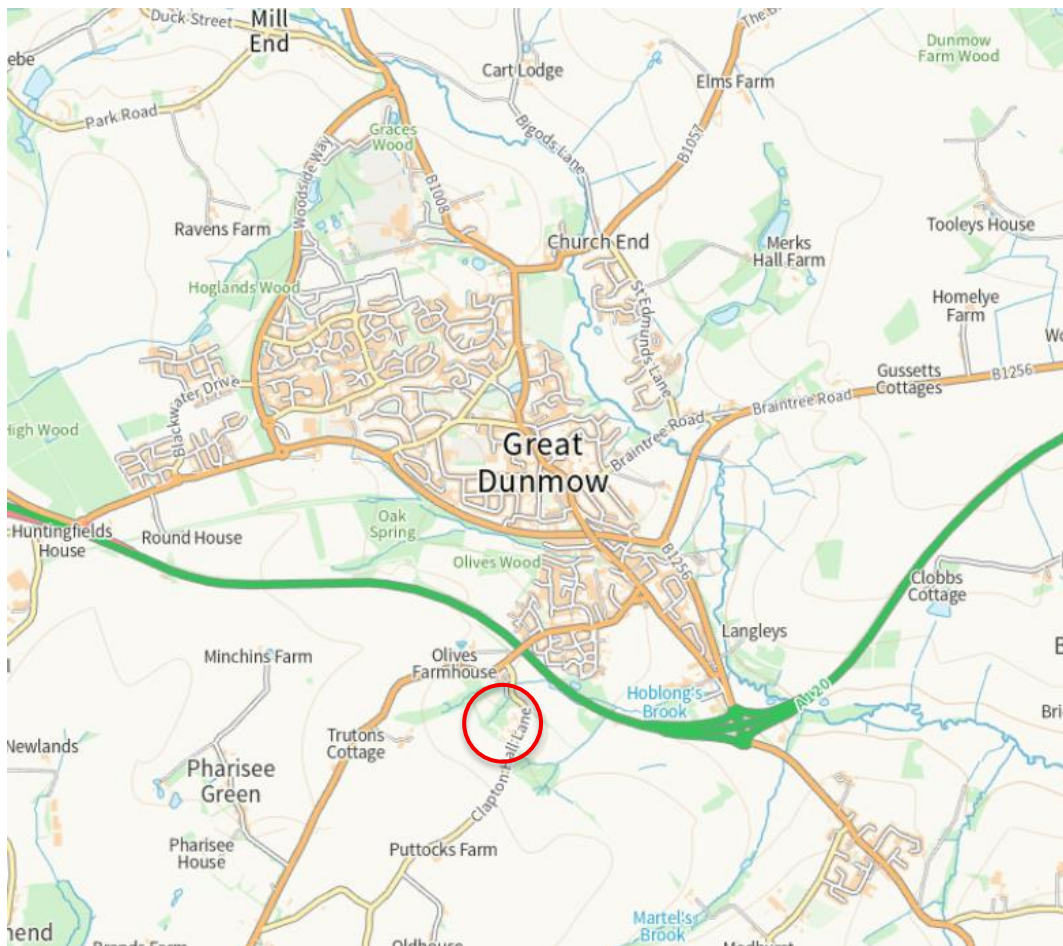 Duck Street
Mill
End
Cart Lodge
Elms Farm
Dunmow
Farm Wood
Park Road
Graces
Wood
Bigods Lane
B1057
Woodside Way
B1008
Ravens Farm
Church End
Merks
Hall Farm
Tooleys House
Hoglands Wood
St Edmunds Lane
Homelye
Farm
Gussetts
Cottages
B1256
Blackwater Drive
Braintree Road
Braintree Road
High Wood
Great
Dunmow
Oak
Spring
Huntingfields
House
Round House
Olives Wood
B1256
Clobbs
Cottage
Langleys
Minchins Farm
Olives
Farmhouse
Hoblong's
Brook
A120
Newlands
Trutons
Cottage
Clapton Hall Lane
Pharisee
Green
Pharisee
House
Puttocks Farm
Martel's
Brook
Oldhouse